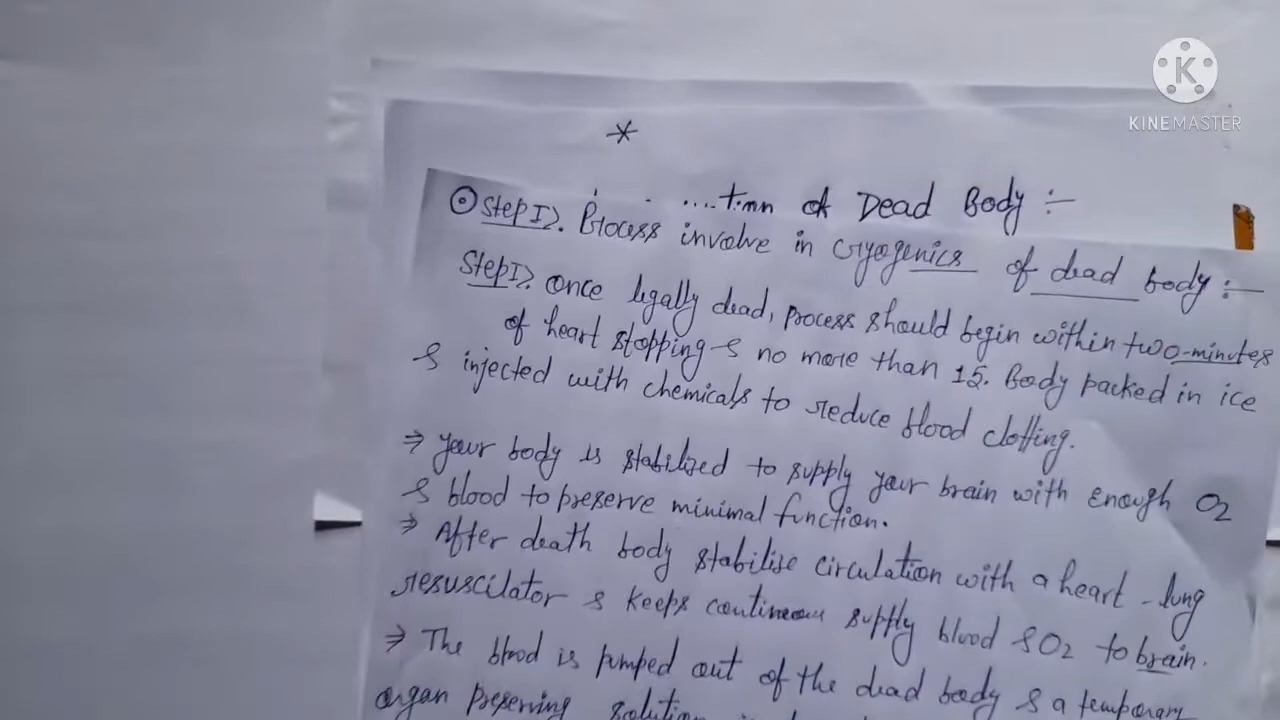 KINEMASTER
*
...tion of Dead Body :-
Step I>. Process involve in cryogenics of dead body :-
Step I>. Once legally dead, process should begin within two-minutes
of heart stopping & no more than 15. Body packed in ice
& injected with chemicals to reduce blood clotting.
⇒ your body is stabilized to supply your brain with enough O2
& blood to preserve minimal function.
⇒ After death body stabilise circulation with a heart-lung
resuscilator & keeps contineous supply blood & O2 to brain.
⇒ The blood is pumped out of the dead body & a temporary
organ preserving solution